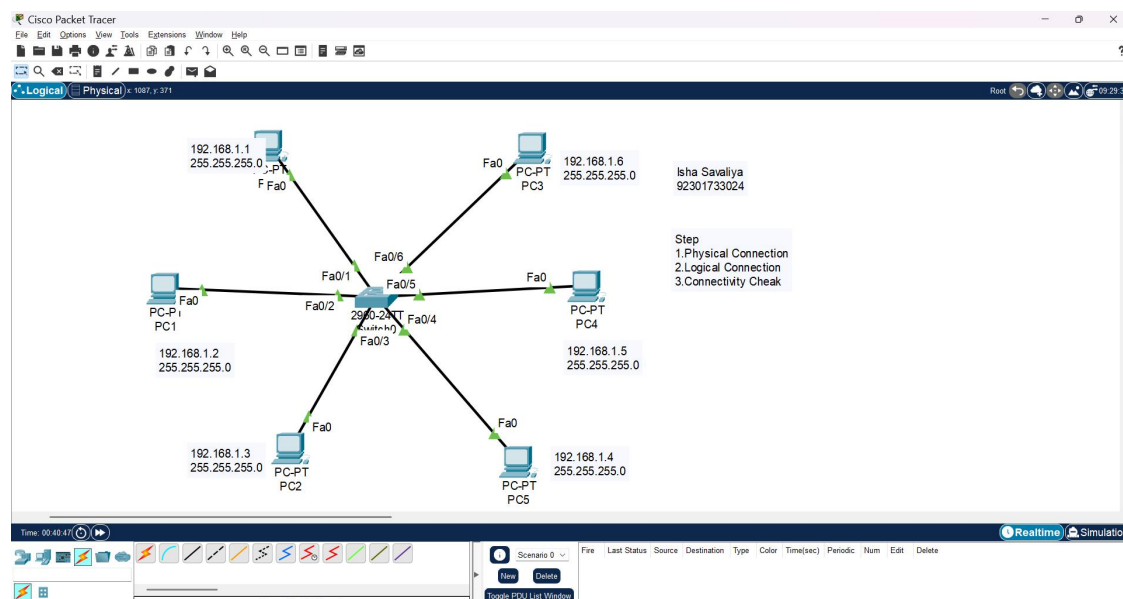 Cisco Packet Tracer
File Edit Options View Tools Extensions Window Help
Logical Physical x: 1087, y: 371
Root 09:29:3
192.168.1.1
255.255.255.0
Fa0
Fa0
PC-PT
PC3
192.168.1.6
255.255.255.0
Isha Savaliya
92301733024
Step
1.Physical Connection
2.Logical Connection
3.Connectivity Cheak
Fa0/6
Fa0/1
Fa0/5
Fa0
Fa0
PC1
Fa0/2
2960-24TT
Switch0
Fa0/4
Fa0/3
PC-PT
PC4
192.168.1.2
255.255.255.0
192.168.1.5
255.255.255.0
Fa0
Fa0
192.168.1.3
255.255.255.0
PC-PT
PC2
192.168.1.4
255.255.255.0
PC-PT
PC5
Time: 00:40:47
Realtime Simulatio
Scenario 0
Fire Last Status Source Destination Type Color Time(sec) Periodic Num Edit Delete
New Delete
Toggle PDU List Window